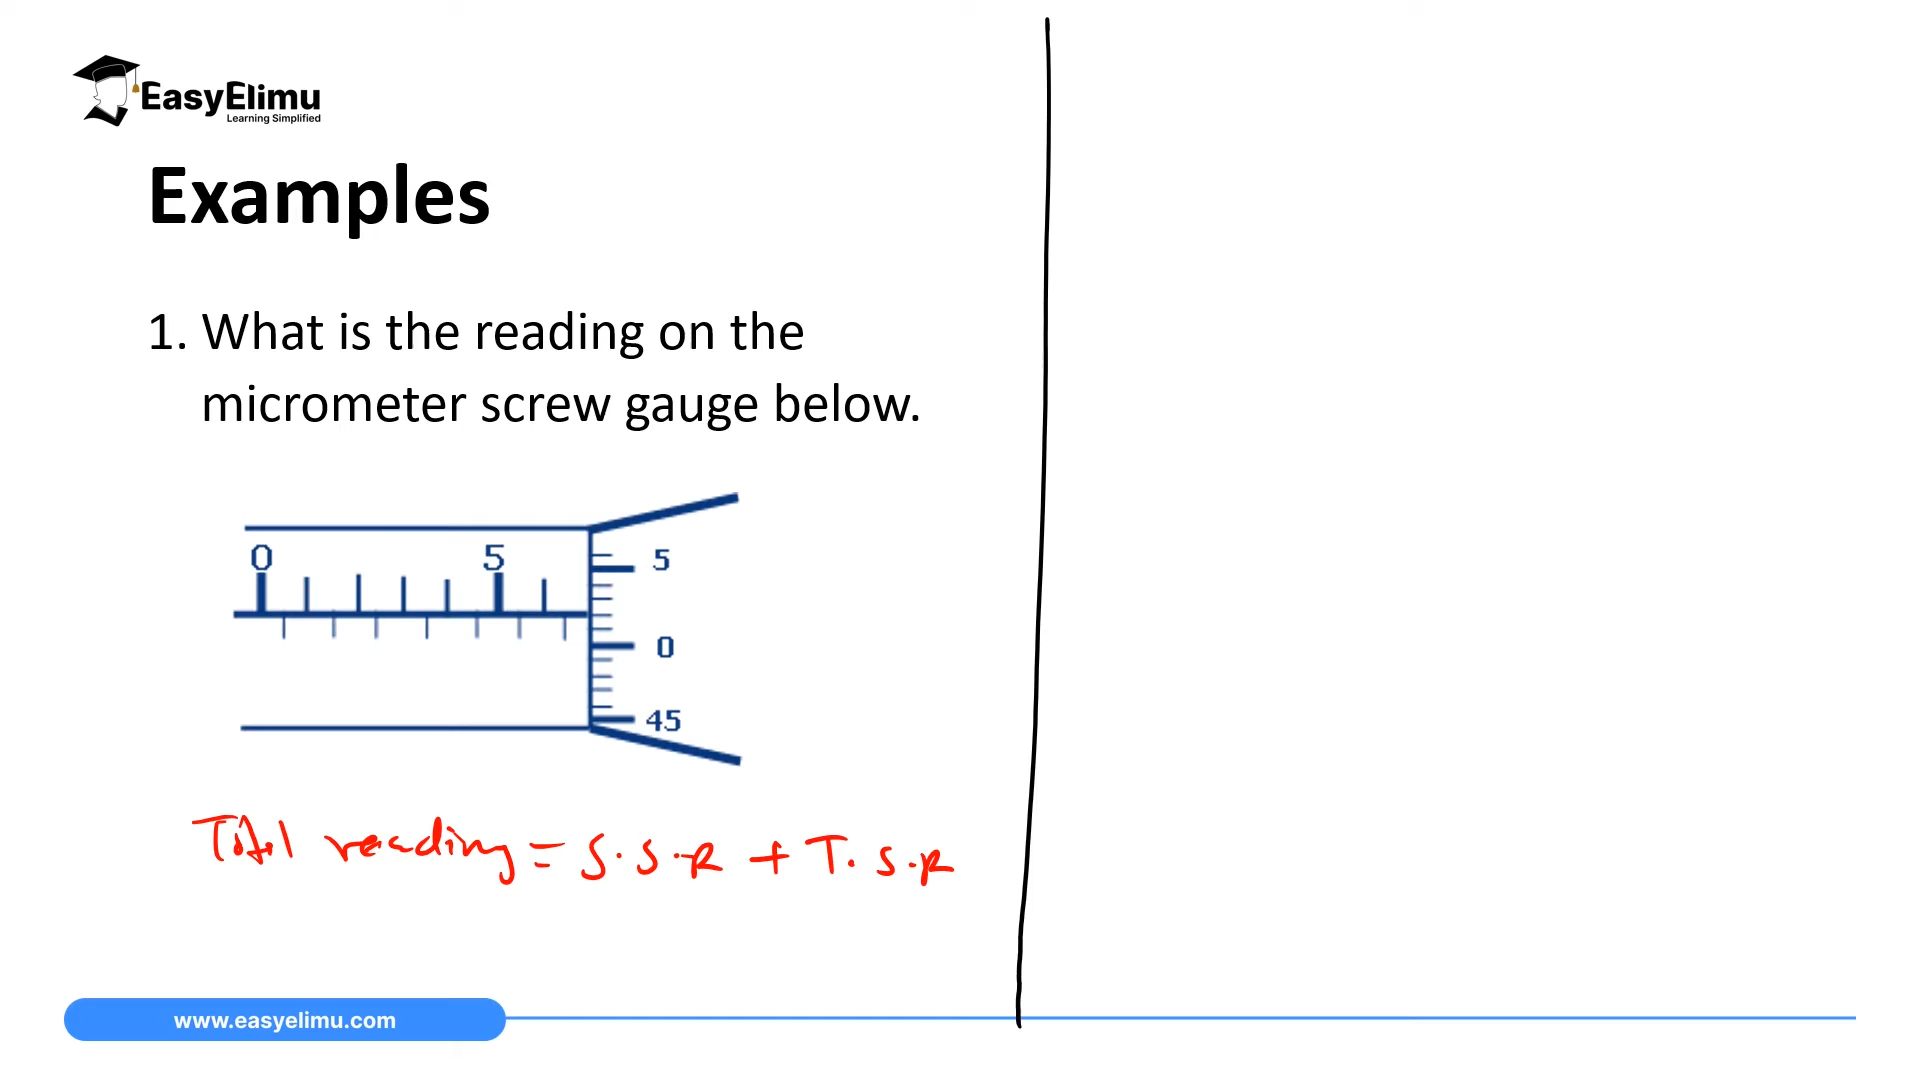 EasyElimu
Learning Simplified
Examples
1. What is the reading on the
micrometer screw gauge below.
0 5
5
0
45
Total reading = S.S.R + T.S.R
www.easyelimu.com